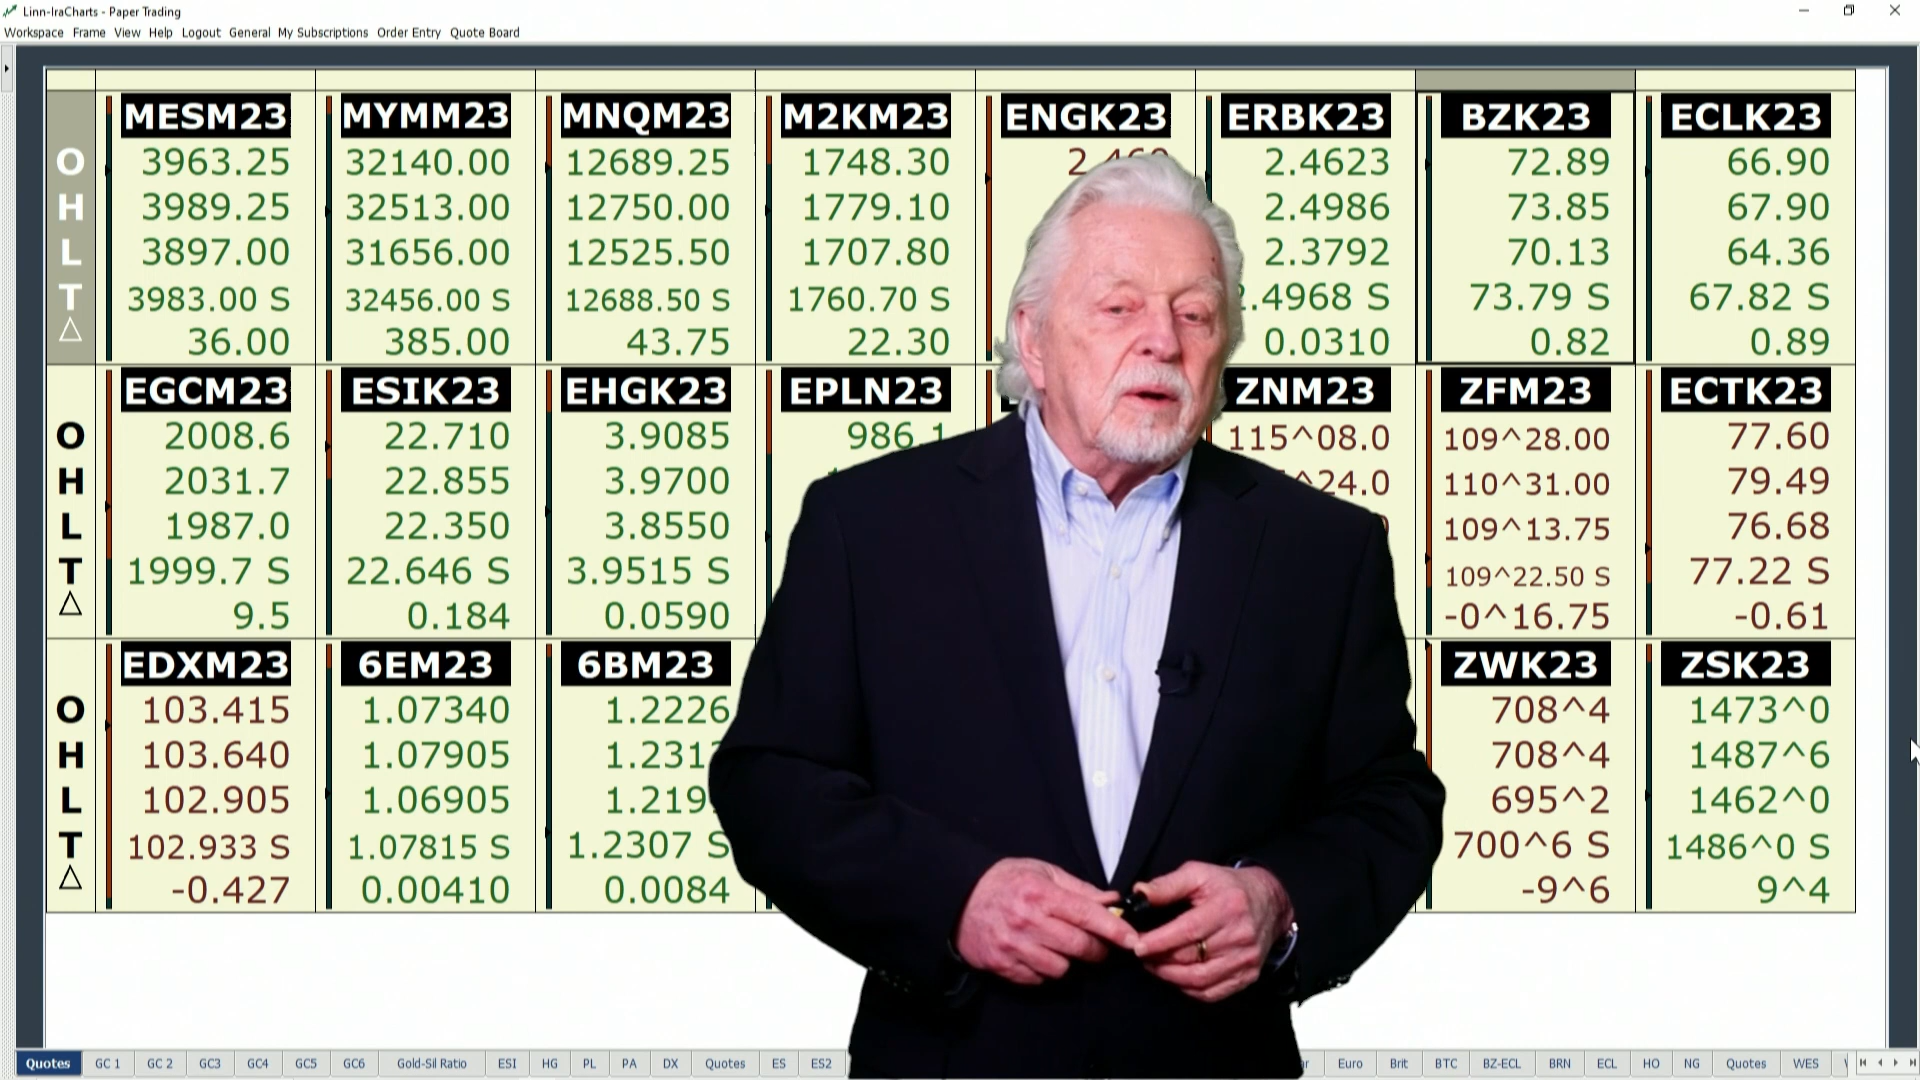 Linn-IraCharts - Paper Trading
Workspace Frame View Help Logout General My Subscriptions Order Entry Quote Board
MESM23 MYMM23 MNQM23 M2KM23 ENGK23 ERBK23 BZK23 ECLK23
O 3963.25 32140.00 12689.25 1748.30 2.4623 72.89 66.90
H 3989.25 32513.00 12750.00 1779.10 2.4986 73.85 67.90
L 3897.00 31656.00 12525.50 1707.80 2.3792 70.13 64.36
T 3983.00 S 32456.00 S 12688.50 S 1760.70 S 2.4968 S 73.79 S 67.82 S
△ 36.00 385.00 43.75 22.30 0.0310 0.82 0.89
EGCM23 ESIK23 EHGK23 EPLN23 ZNM23 ZFM23 ECTK23
O 2008.6 22.710 3.9085 986.1 115^08.0 109^28.00 77.60
H 2031.7 22.855 3.9700 ^24.0 110^31.00 79.49
L 1987.0 22.350 3.8550 109^13.75 76.68
T 1999.7 S 22.646 S 3.9515 S 109^22.50 S 77.22 S
△ 9.5 0.184 0.0590 -0^16.75 -0.61
EDXM23 6EM23 6BM23 ZWK23 ZSK23
O 103.415 1.07340 1.2226 708^4 1473^0
H 103.640 1.07905 1.231 708^4 1487^6
L 102.905 1.06905 1.219 695^2 1462^0
T 102.933 S 1.07815 S 1.2307 S 700^6 S 1486^0 S
△ -0.427 0.00410 0.0084 -9^6 9^4
Quotes GC 1 GC 2 GC3 GC4 GC5 GC6 Gold-Sil Ratio ESI HG PL PA DX Quotes ES ES2 Euro Brit BTC BZ-ECL BRN ECL HO NG Quotes WES